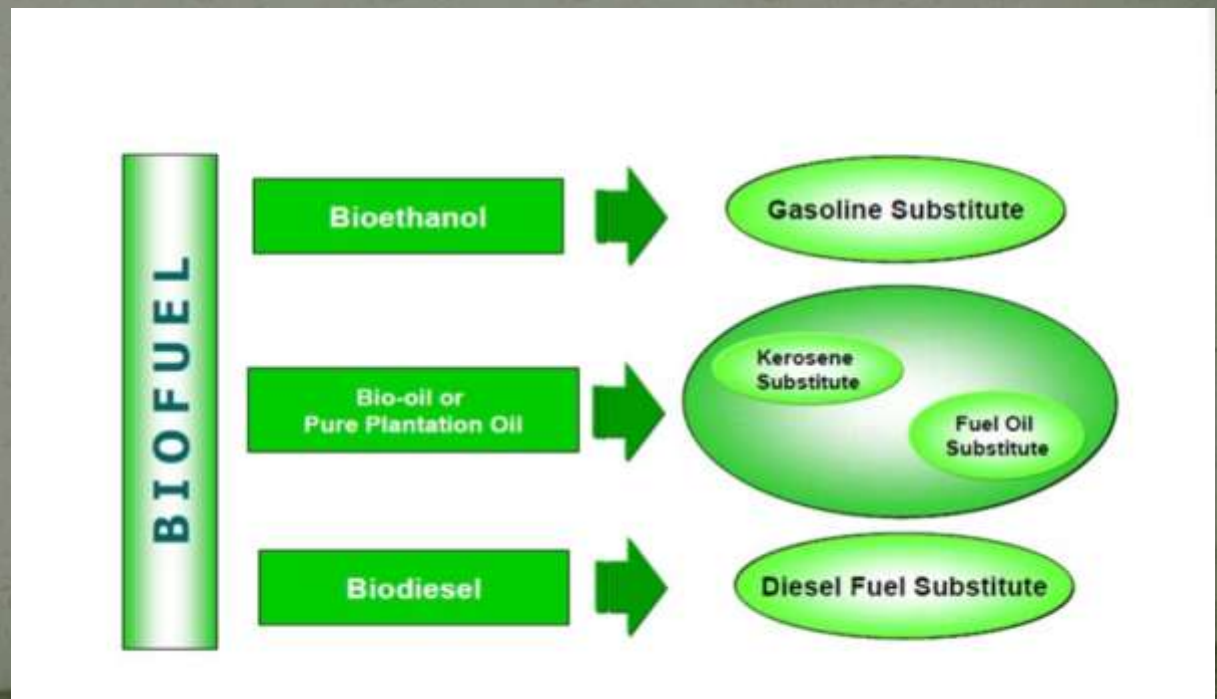 BIOFUEL
Bioethanol
Gasoline Substitute
Bio-oil or
Pure Plantation Oil
Kerosene
Substitute
Fuel Oil
Substitute
Biodiesel
Diesel Fuel Substitute